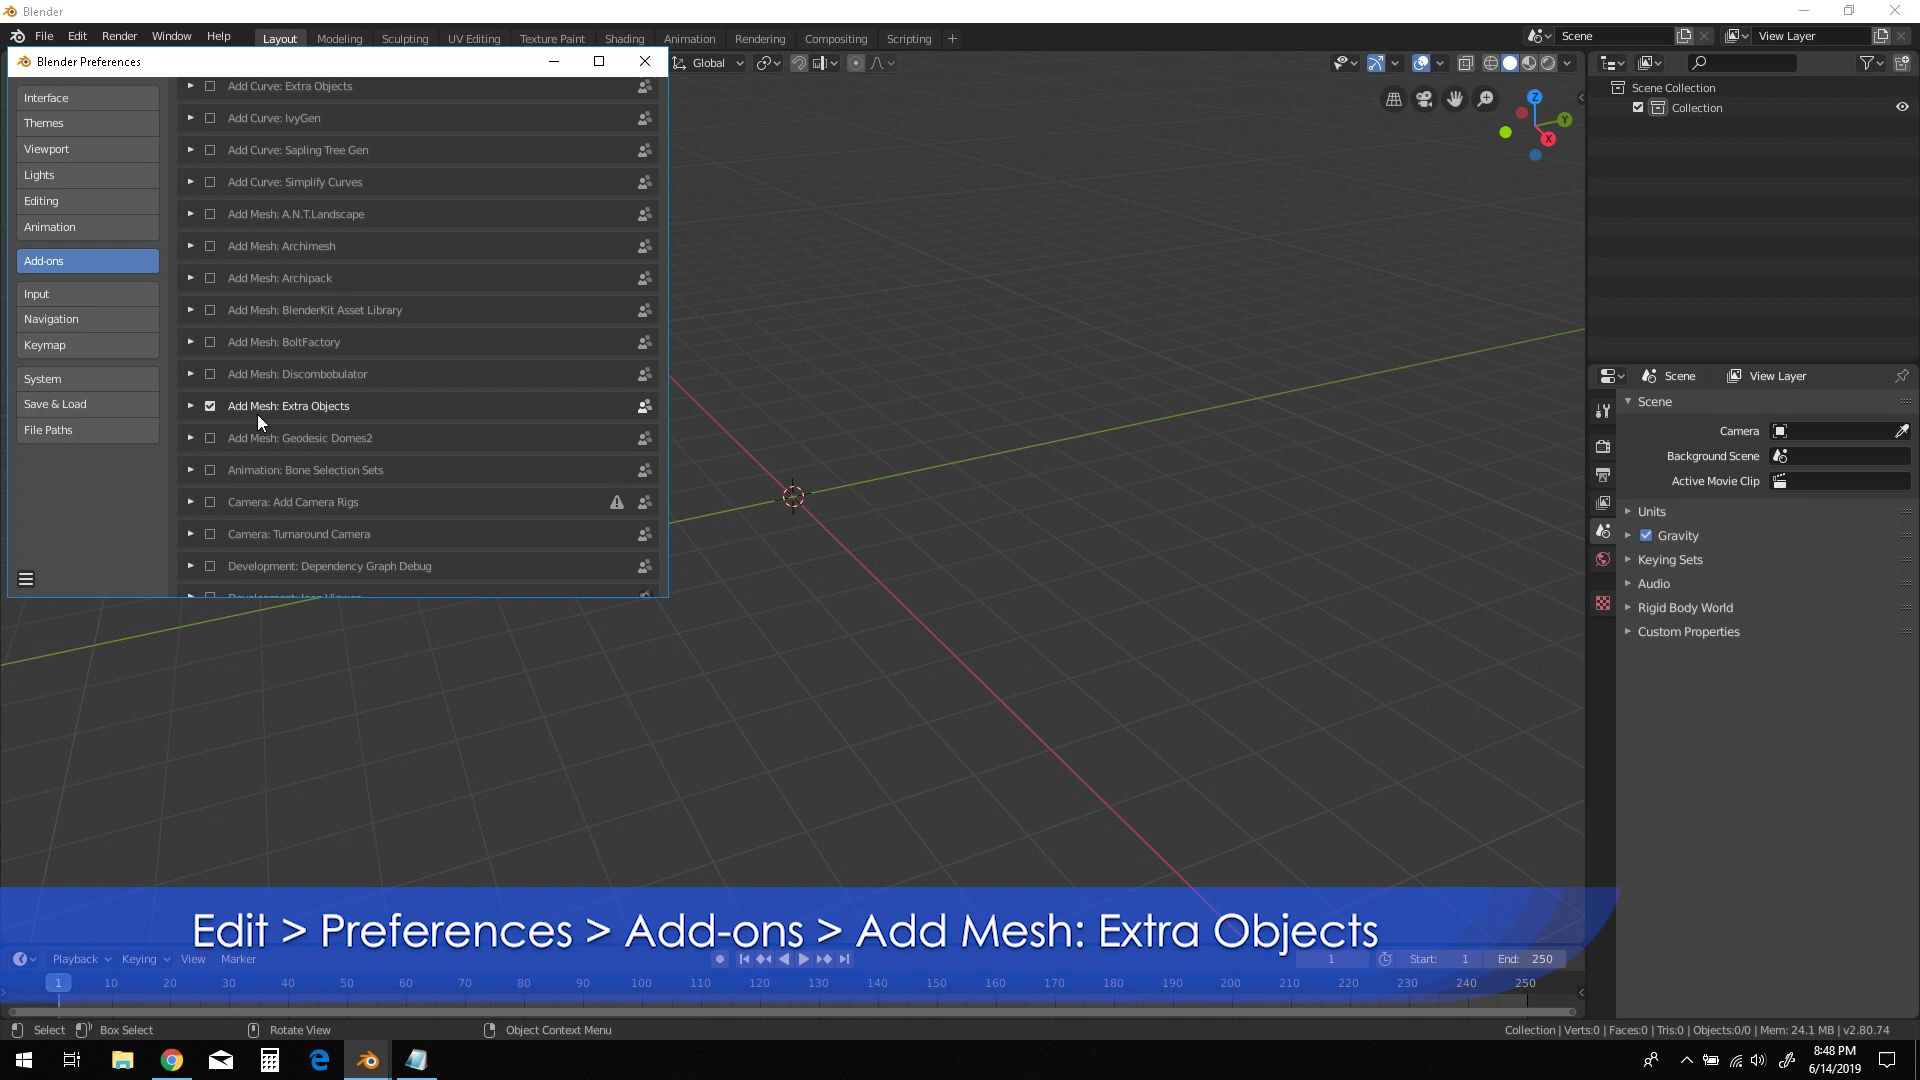 Blender
File Edit Render Window Help Layout Modeling Sculpting UV Editing Texture Paint Shading Animation Rendering Compositing Scripting + Scene View Layer
Blender Preferences
Global
Interface
Themes
Viewport
Lights
Editing
Animation
Add-ons
Input
Navigation
Keymap
System
Save & Load
File Paths
Add Curve: Extra Objects
Add Curve: IvyGen
Add Curve: Sapling Tree Gen
Add Curve: Simplify Curves
Add Mesh: A.N.T.Landscape
Add Mesh: Archimesh
Add Mesh: Archipack
Add Mesh: BlenderKit Asset Library
Add Mesh: BoltFactory
Add Mesh: Discombobulator
Add Mesh: Extra Objects
Add Mesh: Geodesic Domes2
Animation: Bone Selection Sets
Camera: Add Camera Rigs
Camera: Turnaround Camera
Development: Dependency Graph Debug
Development: Icon Viewer
Z
Y
X
Scene Collection
Collection
Scene View Layer
Scene
Camera
Background Scene
Active Movie Clip
Units
Gravity
Keying Sets
Audio
Rigid Body World
Custom Properties
Edit > Preferences > Add-ons > Add Mesh: Extra Objects
Playback Keying View Marker 1 Start: 1 End: 250
1 10 20 30 40 50 60 70 80 90 100 110 120 130 140 150 160 170 180 190 200 210 220 230 240 250
Select Box Select Rotate View Object Context Menu Collection | Verts:0 | Faces:0 | Tris:0 | Objects:0/0 | Mem: 24.1 MB | v2.80.74
8:48 PM
6/14/2019